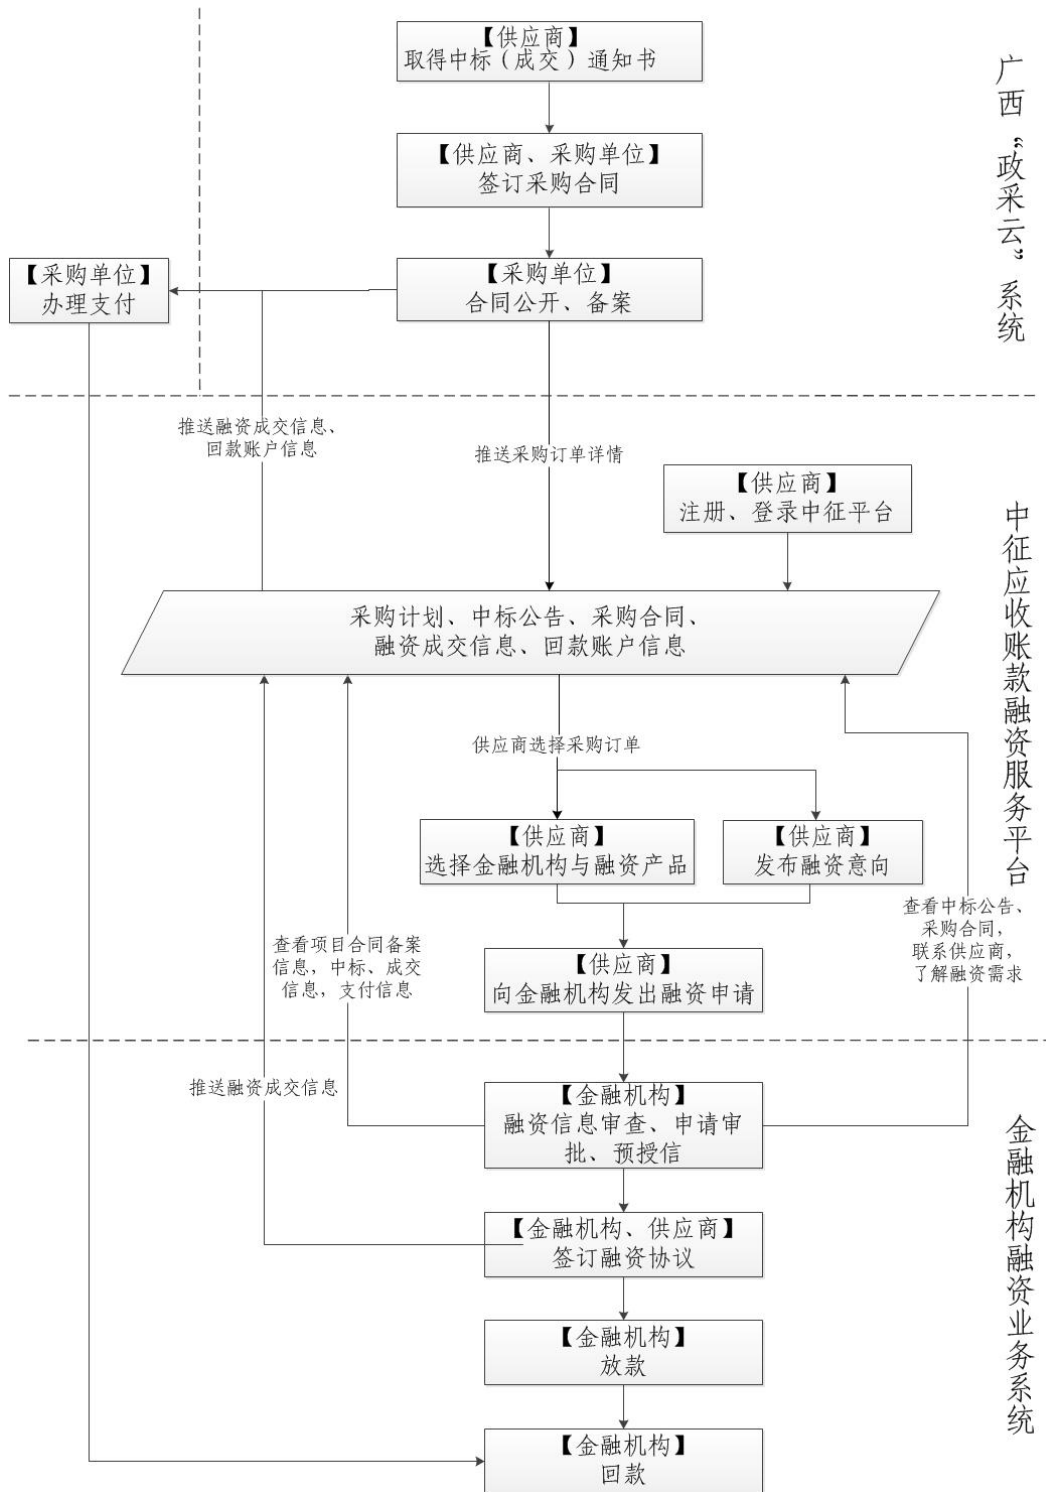 【供应商】
取得中标（成交）通知书
【供应商、采购单位】
签订采购合同
【采购单位】
合同公开、备案
【采购单位】
办理支付
广西“政采云”系统
推送融资成交信息、
回款账户信息
推送采购订单详情
【供应商】
注册、登录中征平台
采购计划、中标公告、采购合同、
融资成交信息、回款账户信息
供应商选择采购订单
【供应商】
选择金融机构与融资产品
【供应商】
发布融资意向
中征应收账款融资服务平台
查看项目合同备案
信息，中标、成交
信息，支付信息
【供应商】
向金融机构发出融资申请
查看中标公告、
采购合同，
联系供应商，
了解融资需求
推送融资成交信息
【金融机构】
融资信息审查、申请审
批、预授信
【金融机构、供应商】
签订融资协议
【金融机构】
放款
【金融机构】
回款
金融机构融资业务系统